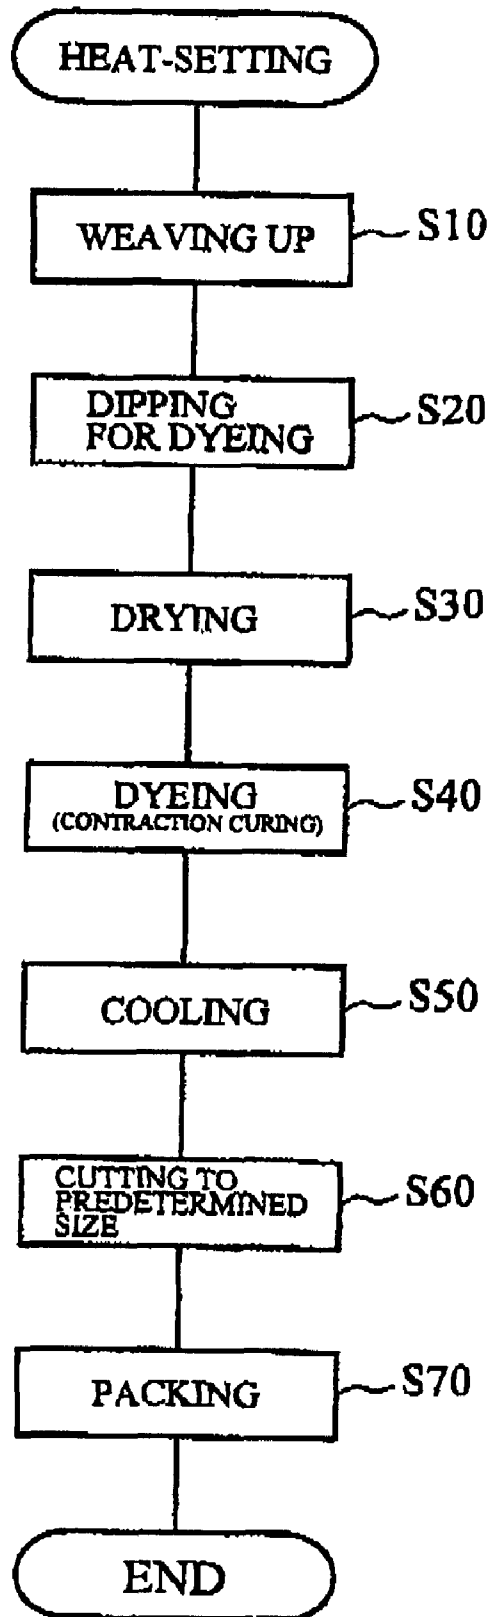 HEAT-SETTING
WEAVING UP
S10
DIPPING
FOR DYEING
S20
DRYING
S30
DYEING
(CONTRACTION CURING)
S40
COOLING
S50
CUTTING TO
PREDETERMINED
SIZE
S60
PACKING
S70
END